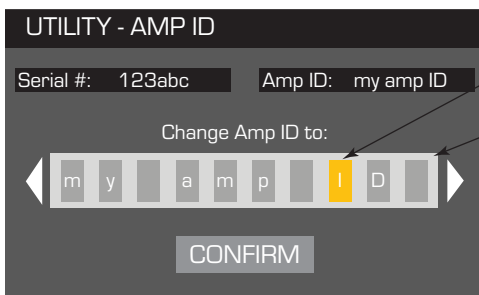 UTILITY - AMP ID
Serial #: 123abc Amp ID: my amp ID
Change Amp ID to:
m y a m p I D
CONFIRM